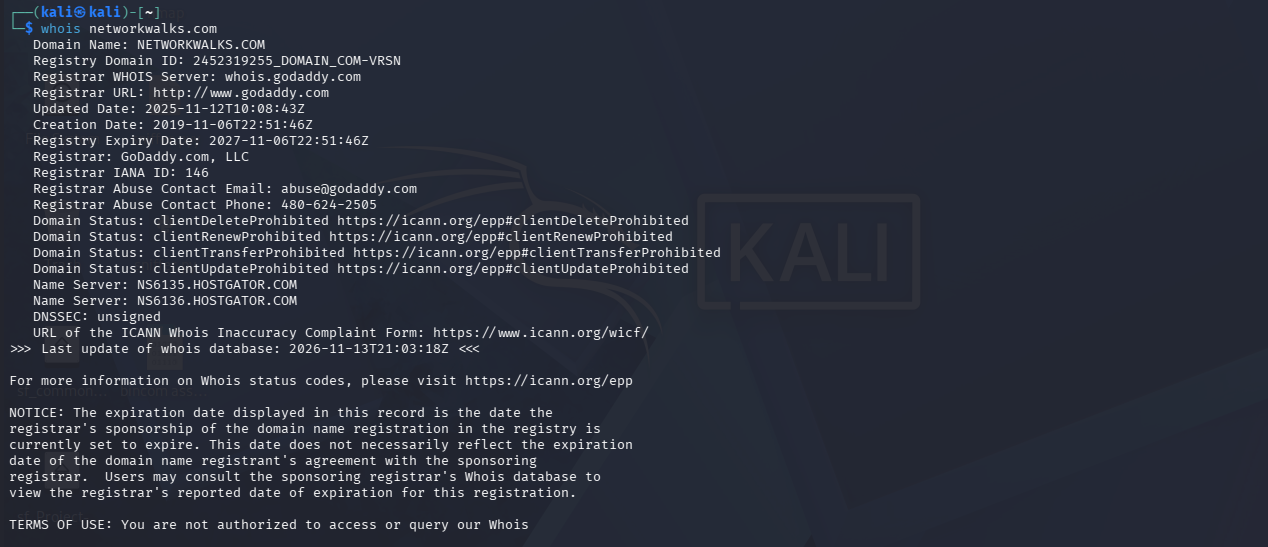 ┌──(kali㉿kali)-[~]
└─$ whois networkwalks.com
Domain Name: NETWORKWALKS.COM
Registry Domain ID: 2452319255_DOMAIN_COM-VRSN
Registrar WHOIS Server: whois.godaddy.com
Registrar URL: http://www.godaddy.com
Updated Date: 2025-11-12T10:08:43Z
Creation Date: 2019-11-06T22:51:46Z
Registry Expiry Date: 2027-11-06T22:51:46Z
Registrar: GoDaddy.com, LLC
Registrar IANA ID: 146
Registrar Abuse Contact Email: abuse@godaddy.com
Registrar Abuse Contact Phone: 480-624-2505
Domain Status: clientDeleteProhibited https://icann.org/epp#clientDeleteProhibited
Domain Status: clientRenewProhibited https://icann.org/epp#clientRenewProhibited
Domain Status: clientTransferProhibited https://icann.org/epp#clientTransferProhibited
Domain Status: clientUpdateProhibited https://icann.org/epp#clientUpdateProhibited
Name Server: NS6135.HOSTGATOR.COM
Name Server: NS6136.HOSTGATOR.COM
DNSSEC: unsigned
URL of the ICANN Whois Inaccuracy Complaint Form: https://www.icann.org/wicf/
>>> Last update of whois database: 2026-11-13T21:03:18Z <<<
For more information on Whois status codes, please visit https://icann.org/epp
NOTICE: The expiration date displayed in this record is the date the
registrar's sponsorship of the domain name registration in the registry is
currently set to expire. This date does not necessarily reflect the expiration
date of the domain name registrant's agreement with the sponsoring
registrar.  Users may consult the sponsoring registrar's Whois database to
view the registrar's reported date of expiration for this registration.
TERMS OF USE: You are not authorized to access or query our Whois
KALI